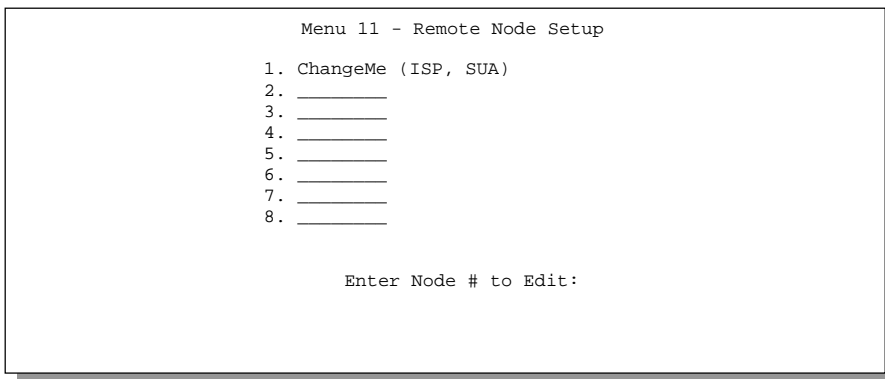 Menu 11 - Remote Node Setup
1. ChangeMe (ISP, SUA)
2. ________
3. ________
4. ________
5. ________
6. ________
7. ________
8. ________
Enter Node # to Edit: